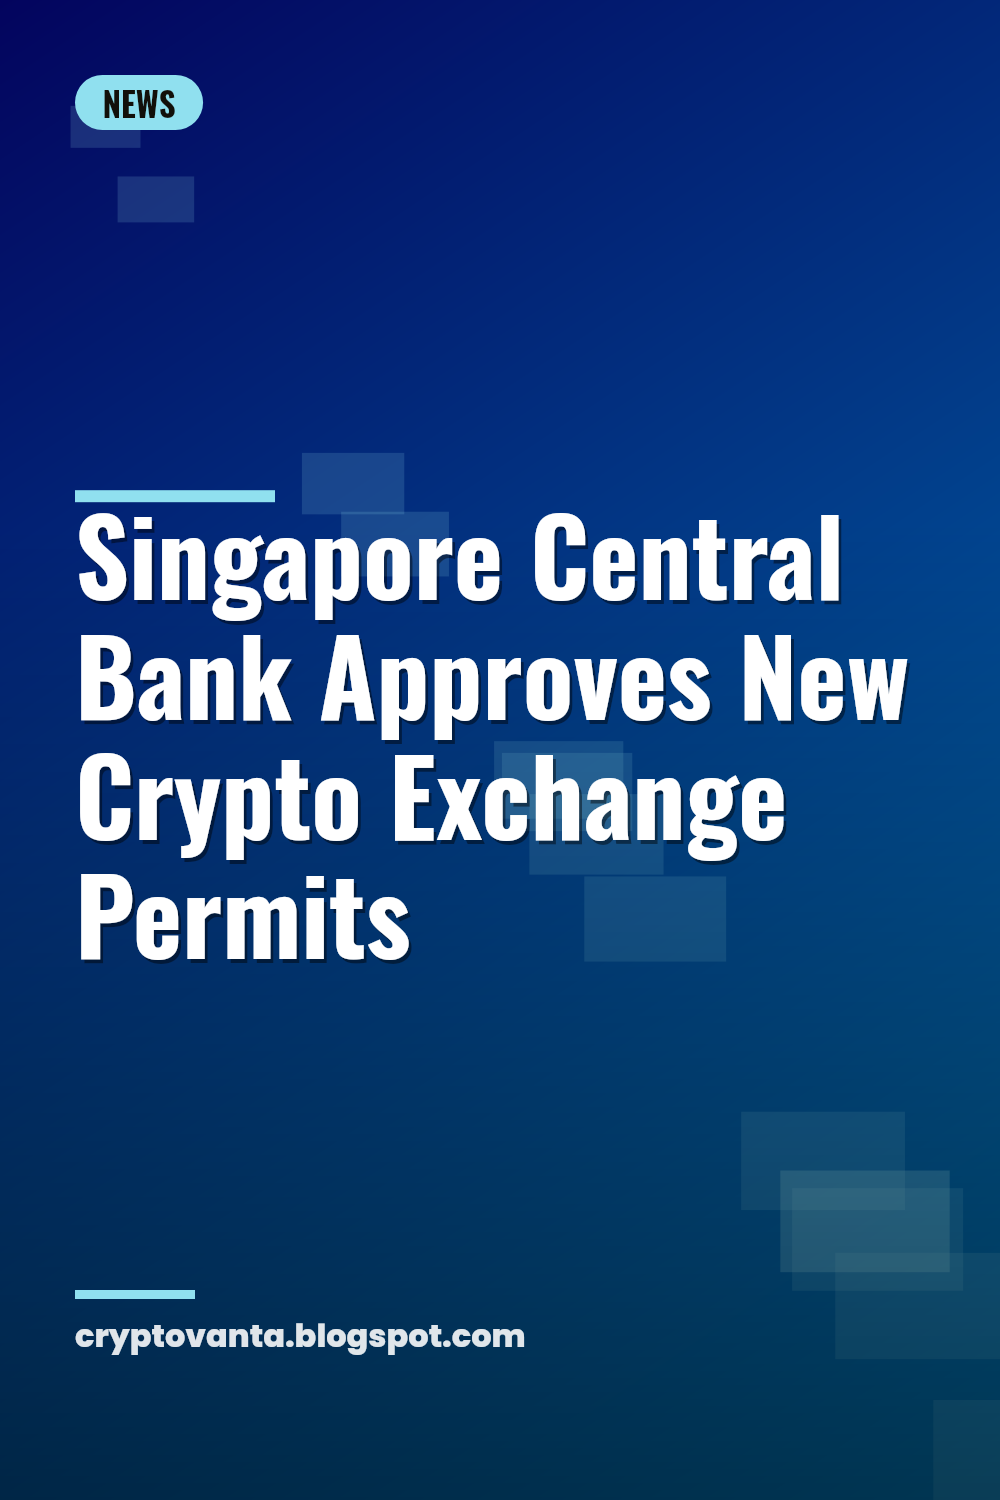 NEWS
Singapore Central
Bank Approves New
Crypto Exchange
Permits
cryptovanta.blogspot.com